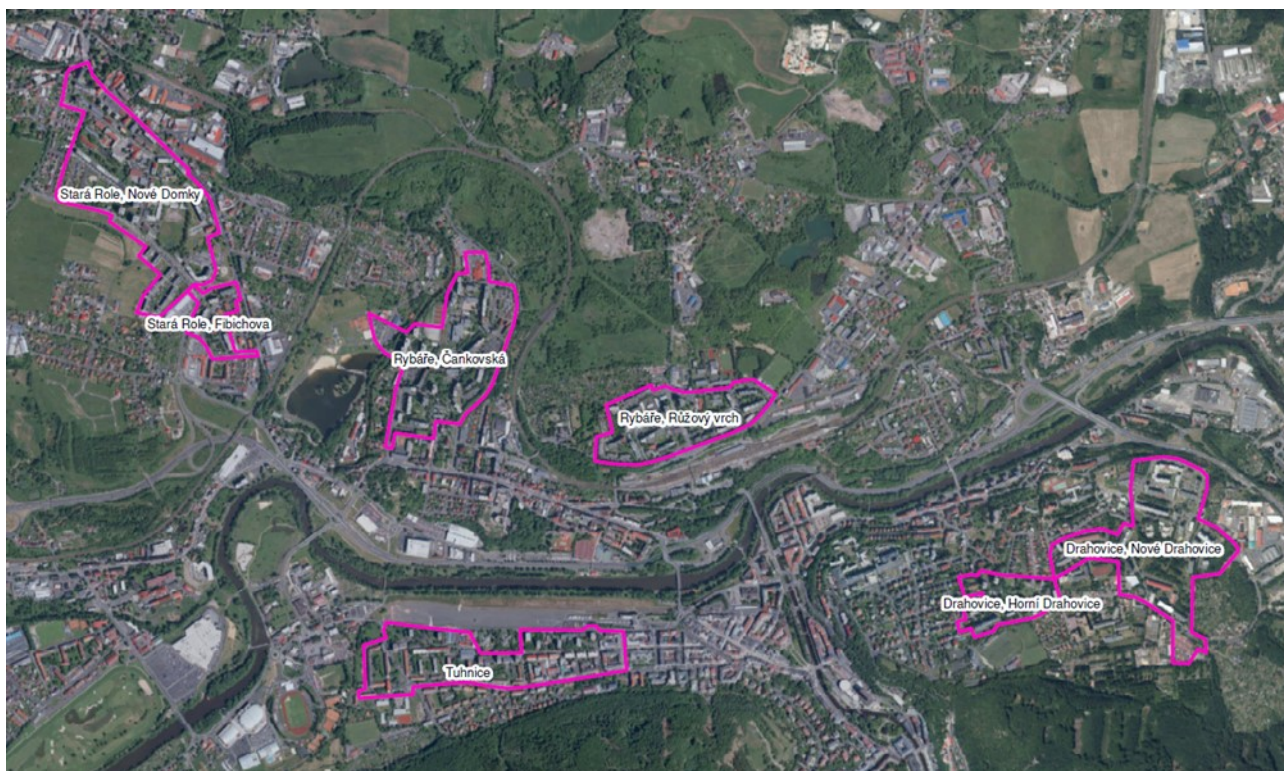 Stará Role, Nové Domky
Stará Role, Fibichova
Rybáře, Čankovská
Rybáře, Růžový vrch
Drahovice, Nové Drahovice
Drahovice, Horní Drahovice
Tuhnice